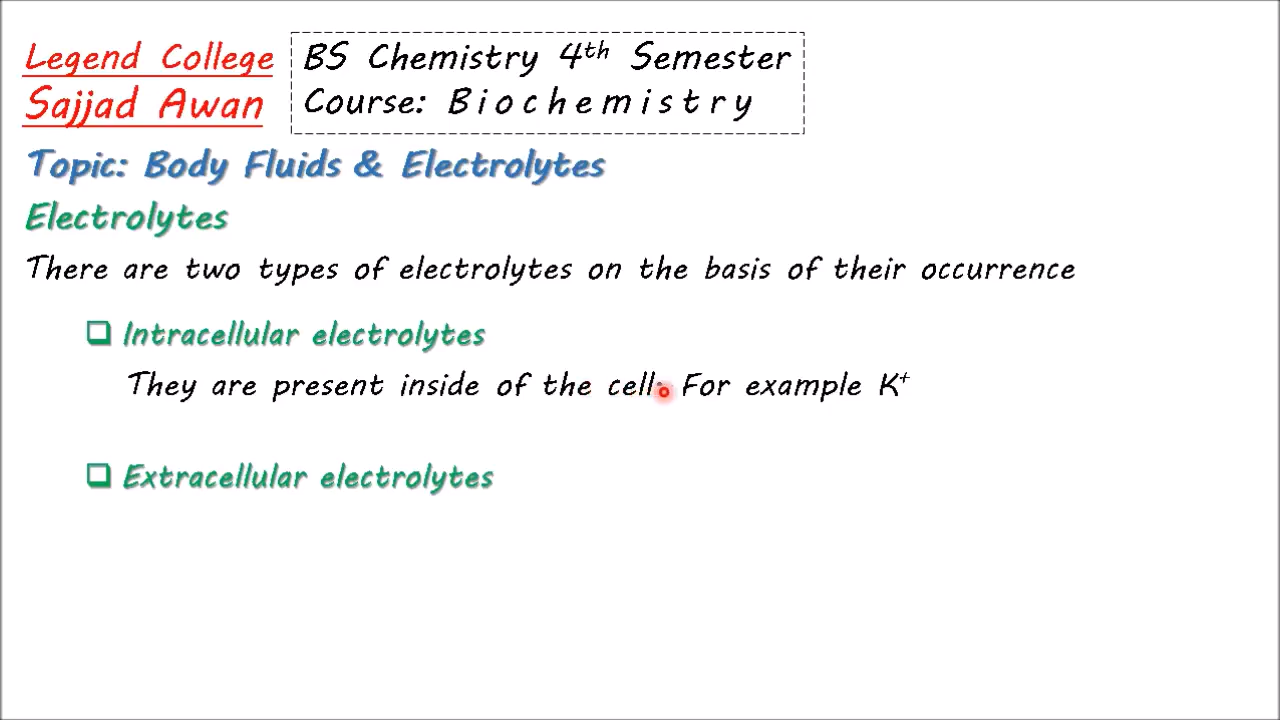 Legend College
Sajjad Awan
BS Chemistry 4th Semester
Course: Biochemistry
Topic: Body Fluids & Electrolytes
Electrolytes
There are two types of electrolytes on the basis of their occurrence
Intracellular electrolytes
They are present inside of the cell. For example K⁺
Extracellular electrolytes